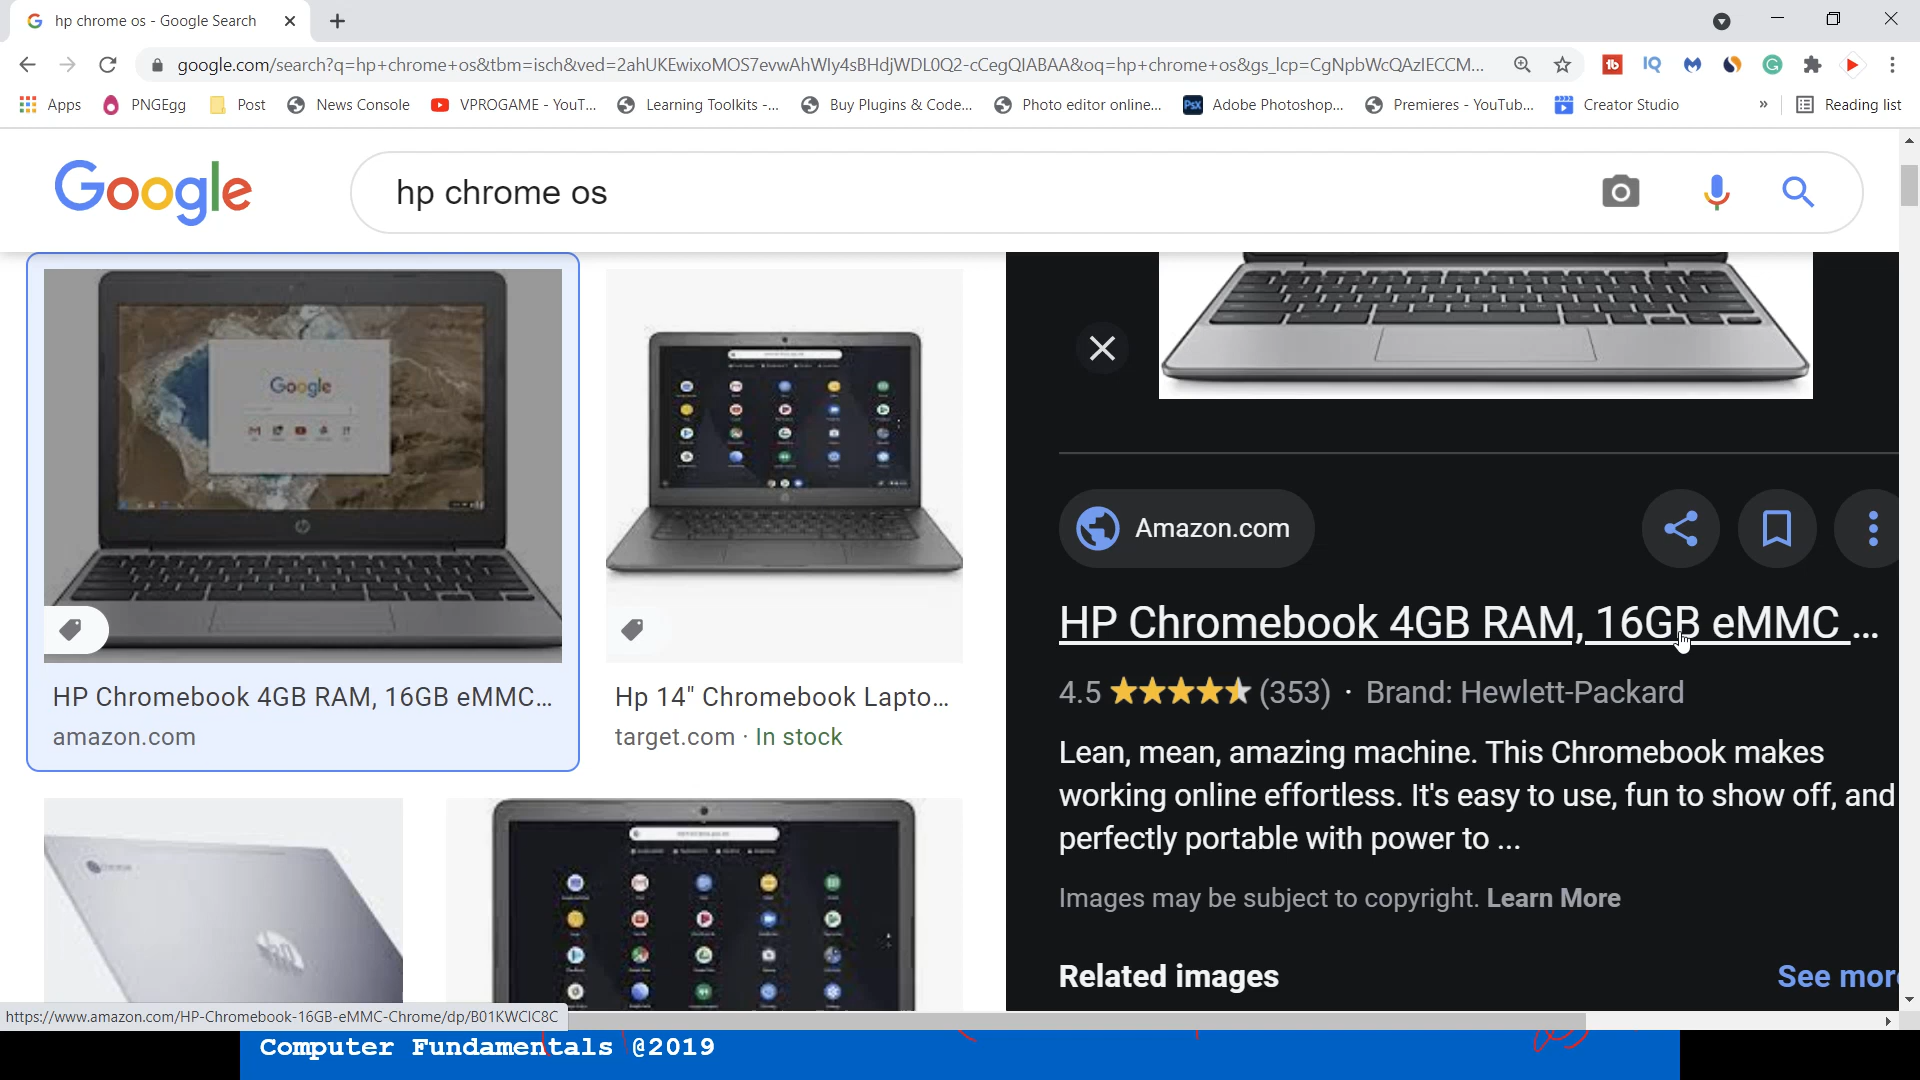 hp chrome os - Google Search
google.com/search?q=hp+chrome+os&tbm=isch&ved=2ahUKEwixoMOS7evwAhWIy4sBHdjWDL0Q2-cCegQIABAA&oq=hp+chrome+os&gs_lcp=CgNpbWcQAzIECCM...
Apps PNGEgg Post News Console VPROGAME - YouT... Learning Toolkits -... Buy Plugins & Code... Photo editor online... Adobe Photoshop... Premieres - YouTub... Creator Studio » Reading list
Google
hp chrome os
Google
HP Chromebook 4GB RAM, 16GB eMMC...
amazon.com
Hp 14" Chromebook Lapto...
target.com · In stock
Amazon.com
HP Chromebook 4GB RAM, 16GB eMMC ...
4.5 (353) · Brand: Hewlett-Packard
Lean, mean, amazing machine. This Chromebook makes
working online effortless. It's easy to use, fun to show off, and
perfectly portable with power to ...
Images may be subject to copyright. Learn More
Related images
See more
https://www.amazon.com/HP-Chromebook-16GB-eMMC-Chrome/dp/B01KWCIC8C
Computer Fundamentals @2019